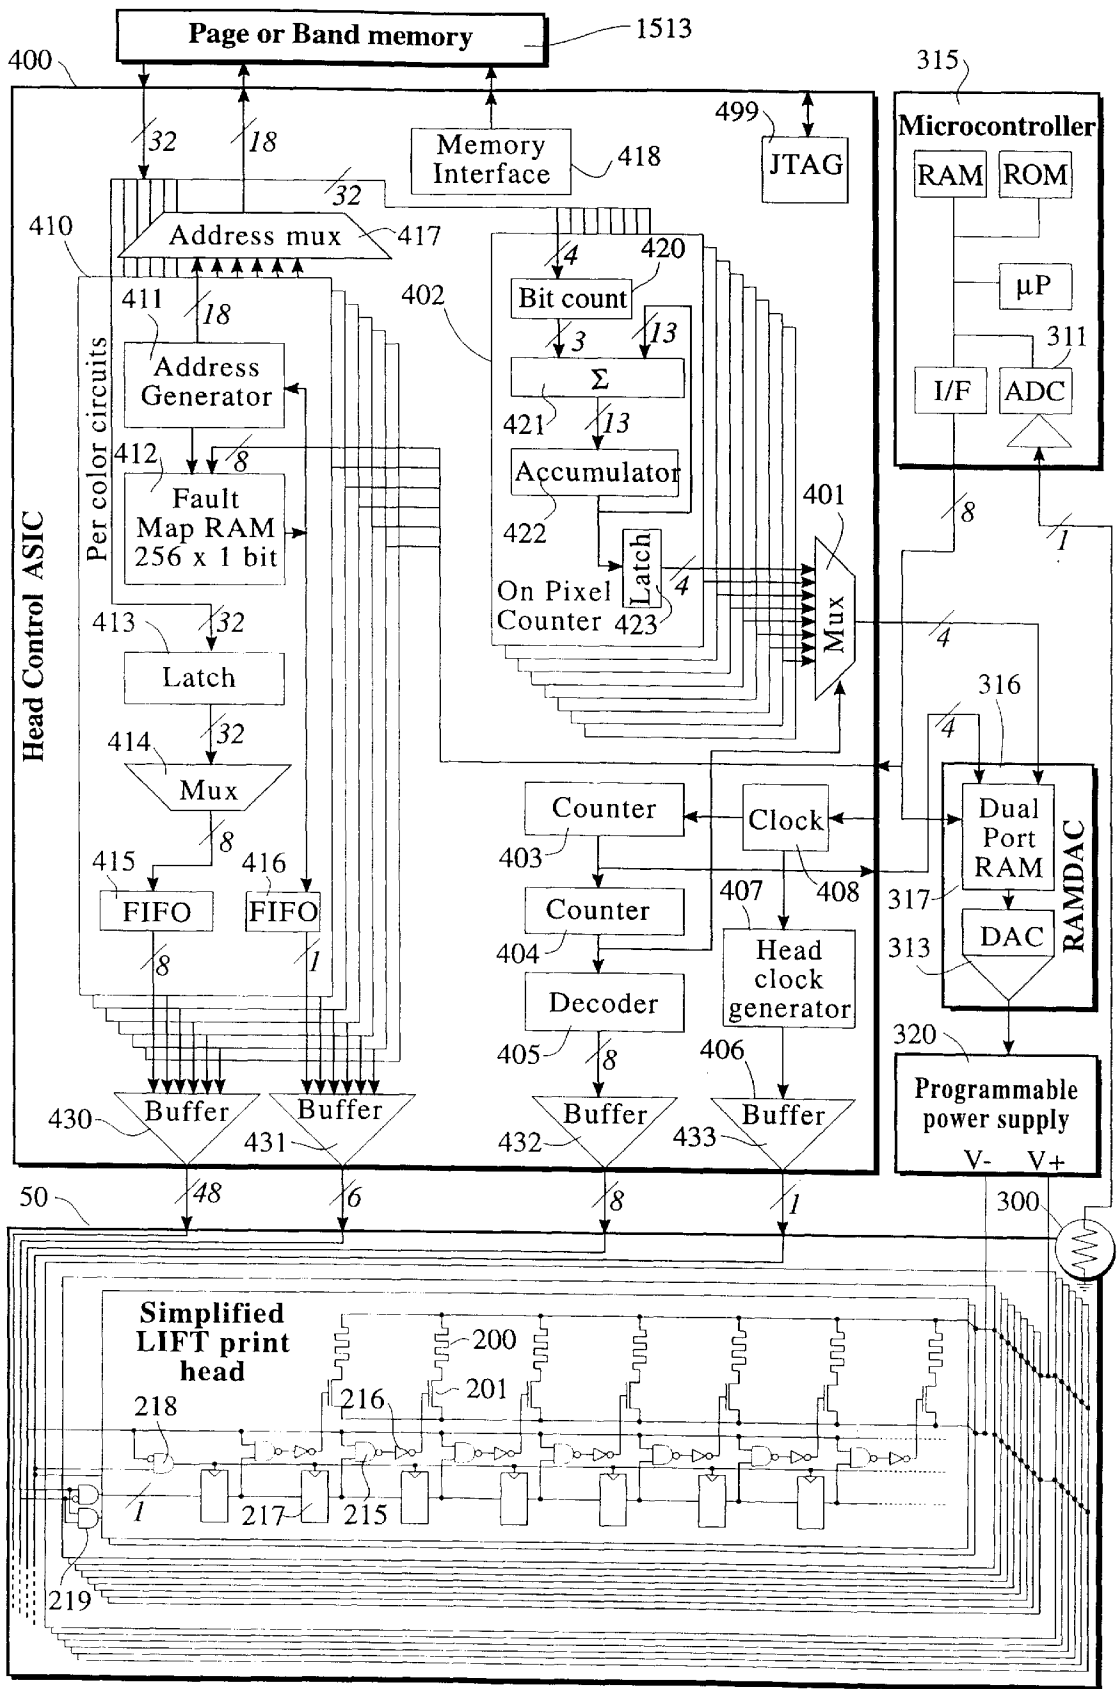 Page or Band memory
1513
400
315
32
18
Memory
Interface
418
499
JTAG
Microcontroller
RAM
ROM
32
410
Address mux
417
µP
402
4
420
411
18
Bit count
3
13
311
Address
Generator
Σ
I/F
ADC
421
13
412
8
Accumulator
401
Fault
Map RAM
256 x 1 bit
422
8
1
Per color circuits
Latch
4
On Pixel
Counter
423
Mux
4
413
32
Latch
Head Control ASIC
32
316
4
414
Mux
8
Counter
Clock
Dual
Port
RAM
403
408
415
416
407
317
RAMDAC
FIFO
FIFO
Counter
404
DAC
8
1
Head
clock
generator
313
Decoder
405
8
406
320
Programmable
power supply
Buffer
Buffer
Buffer
Buffer
430
431
432
433
V-
V+
50
48
6
8
1
300
Simplified
LIFT print
head
200
201
216
218
1
217
215
219